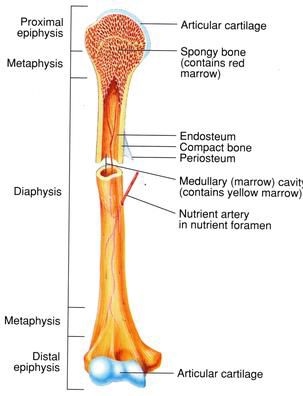 Proximal
epiphysis
Metaphysis
Diaphysis
Metaphysis
Distal
epiphysis
Articular cartilage
Spongy bone
(contains red
marrow)
Endosteum
Compact bone
Periosteum
Medullary (marrow) cavity
(contains yellow marrow)
Nutrient artery
in nutrient foramen
Articular cartilage